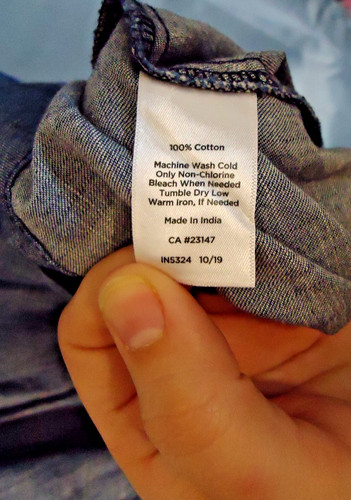 100% Cotton
Machine Wash Cold
Only Non-Chlorine
Bleach When Needed
Tumble Dry Low
Warm Iron, If Needed
Made In India
CA #23147
IN5324 10/19